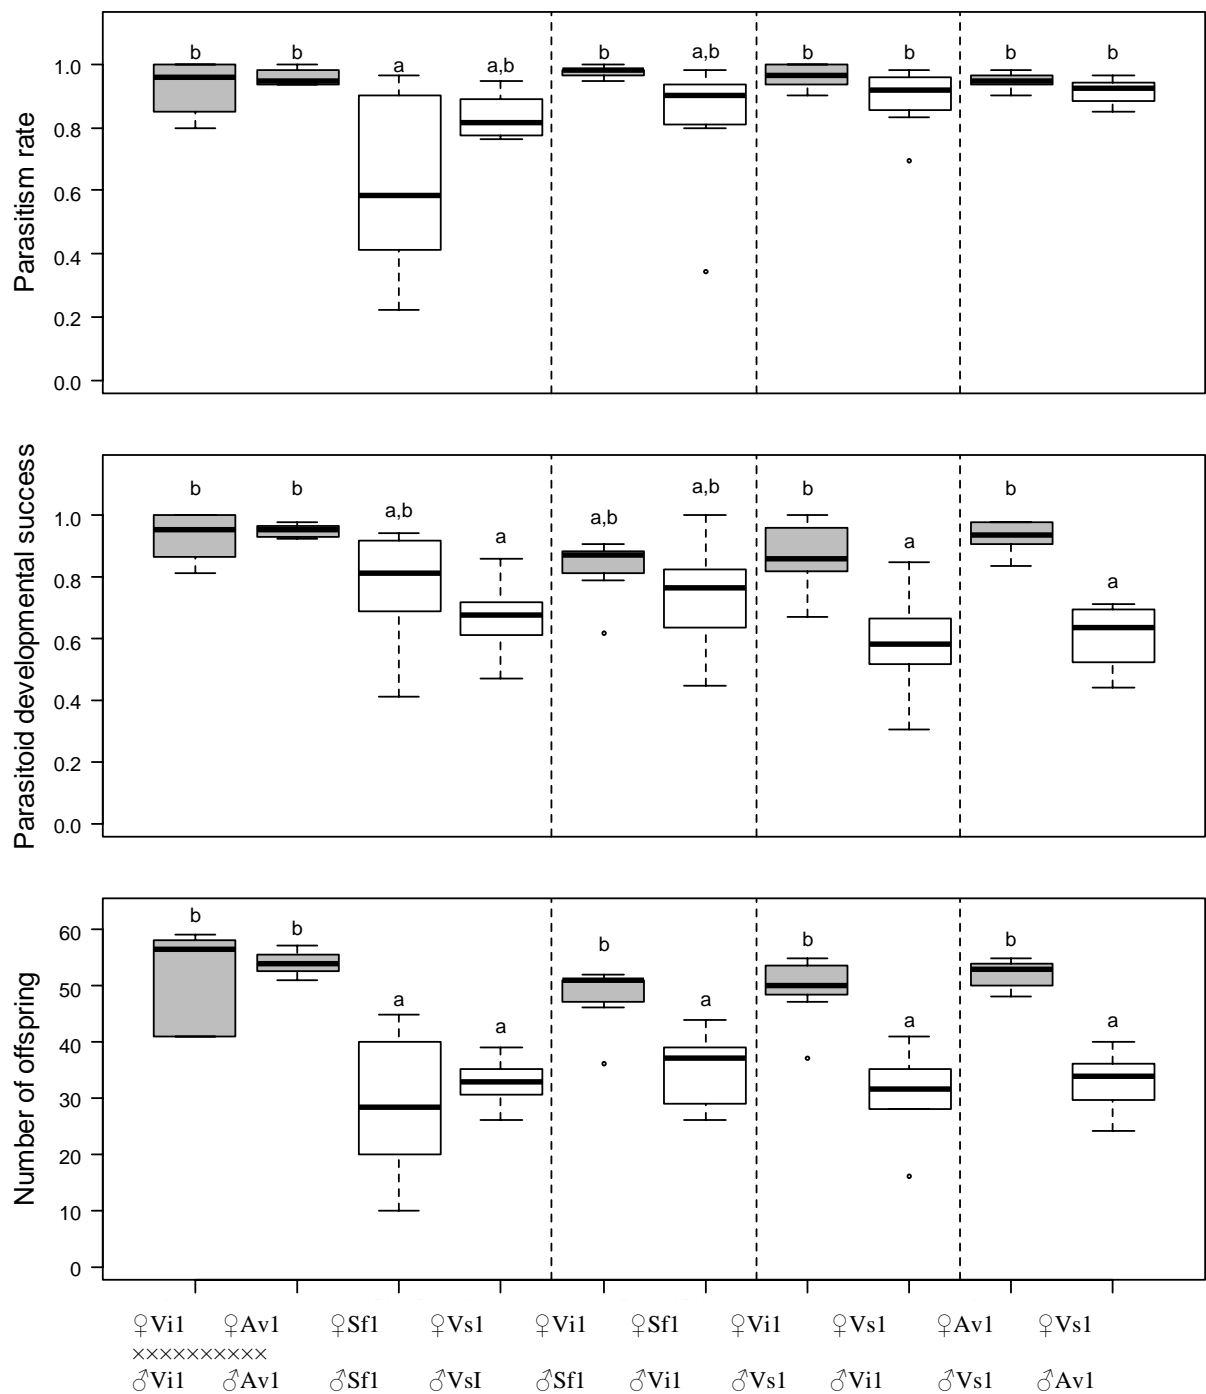 Parasitism rate
1.0
0.8
0.6
0.4
0.2
0.0
b b a a,b b a,b b b b b
Parasitoid developmental success
1.0
0.8
0.6
0.4
0.2
0.0
b b a,b a a,b a,b b a b a
Number of offspring
60
50
40
30
20
10
0
b b a a b a b a b a
♀Vi1 ♀Av1 ♀Sf1 ♀Vs1 ♀Vi1 ♀Sf1 ♀Vi1 ♀Vs1 ♀Av1 ♀Vs1
××××××××××
♂Vi1 ♂Av1 ♂Sf1 ♂VsI ♂Sf1 ♂Vi1 ♂Vs1 ♂Vi1 ♂Vs1 ♂Av1